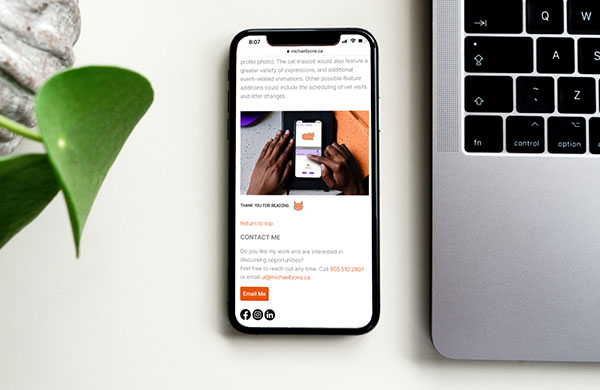 8:07
michaellyons.ca
profile photo). The cat mascot would also feature a
greater variety of expressions, and additional
event-related animations. Other possible feature
additions could include the scheduling of vet visits
and litter changes.
THANK YOU FOR READING.
Return to top
CONTACT ME
Do you like my work and are interested in
discussing opportunities?
Feel free to reach out any time. Call 905.510.2907
or email ui@michaellyons.ca
Email Me
Q W
A
~ Z
fn control option